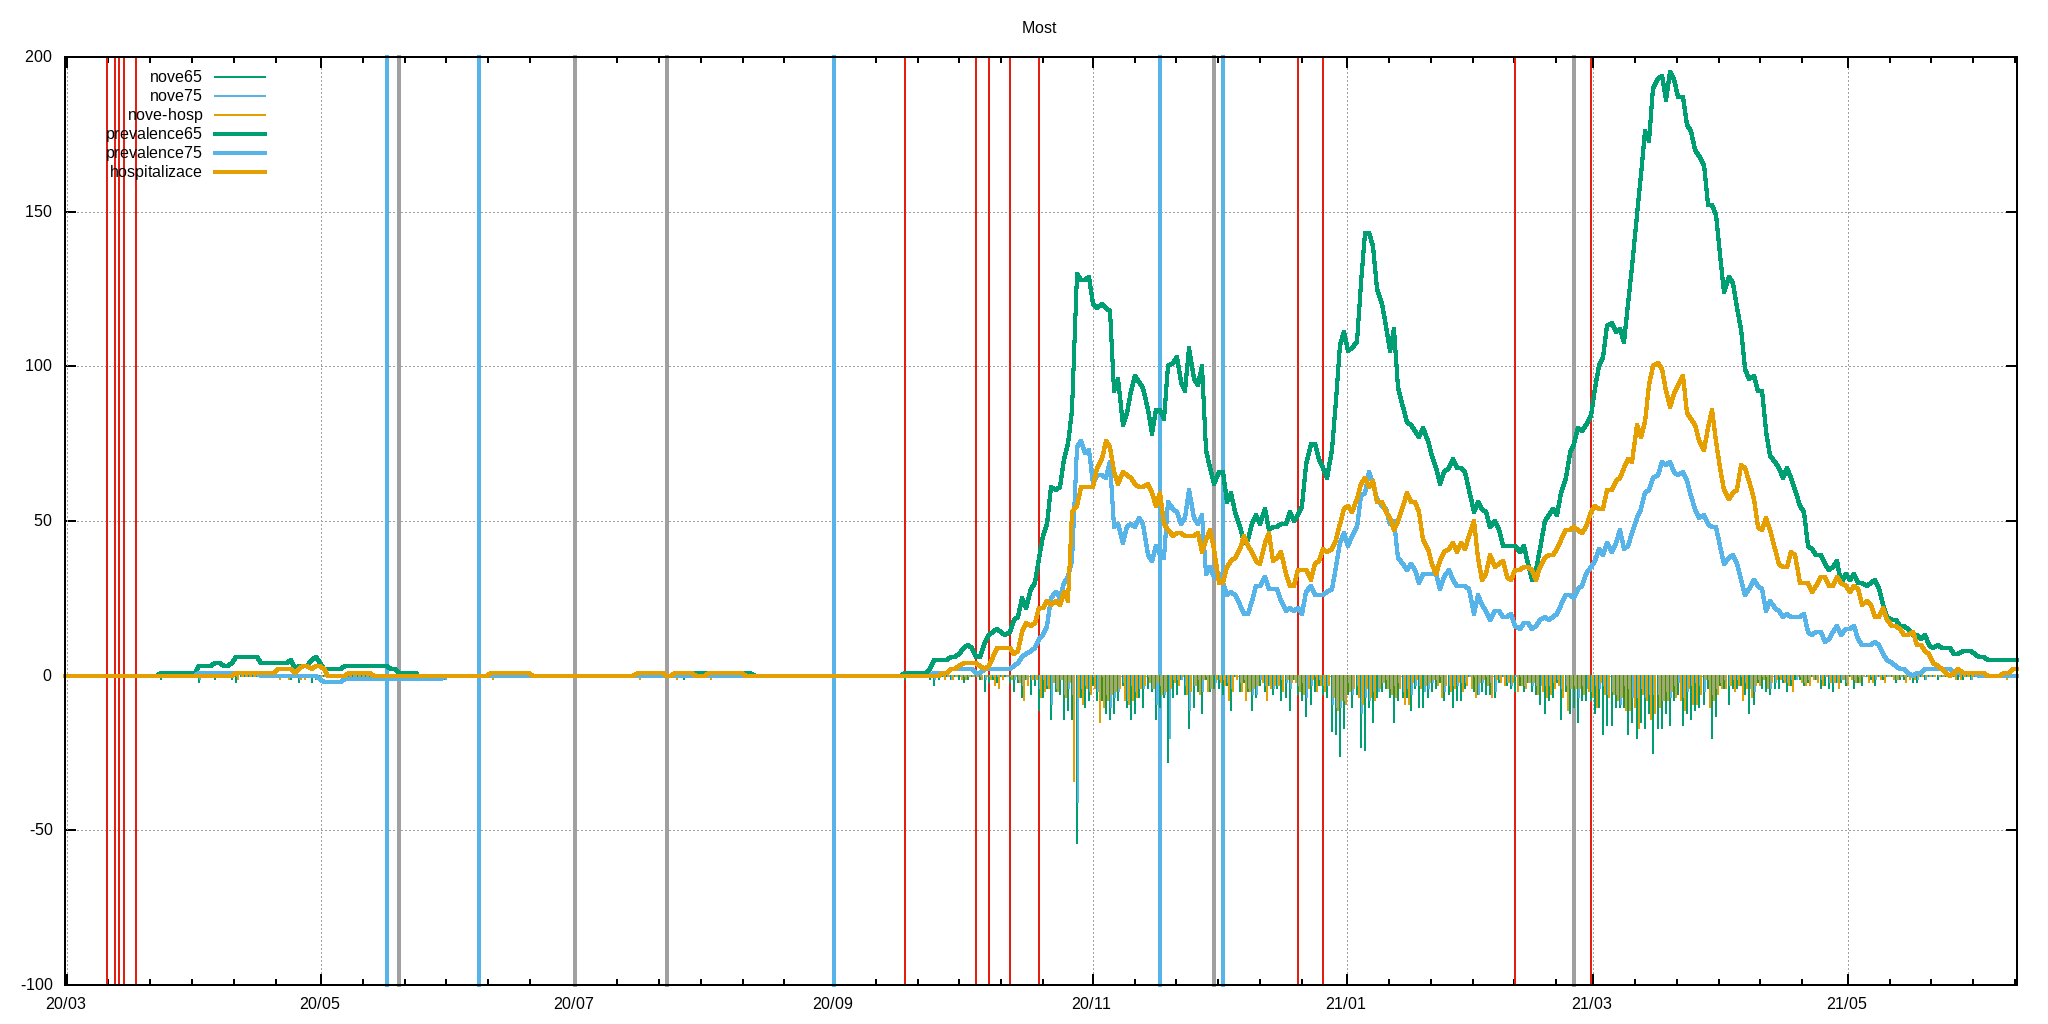 Most
200
nove65
nove75
nove-hosp
prevalence65
prevalence75
hospitalizace
150
100
50
0
-50
-100
20/03 20/05 20/07 20/09 20/11 21/01 21/03 21/05